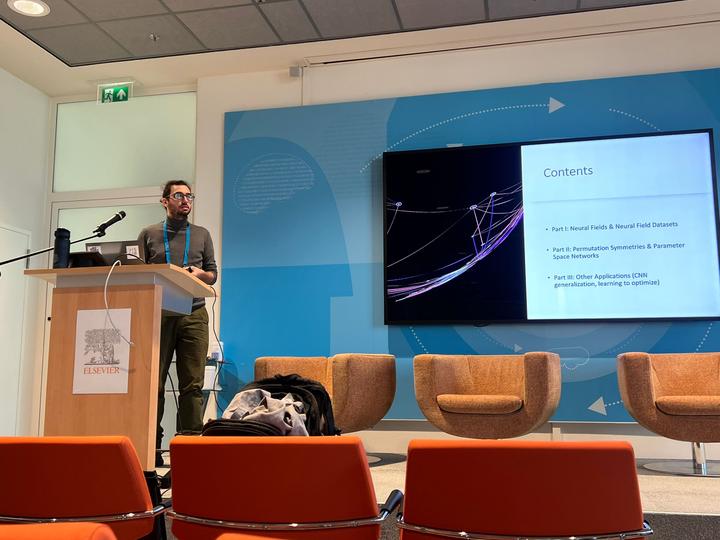 Contents
• Part I: Neural Fields & Neural Field Datasets
• Part II: Permutation Symmetries & Parameter
Space Networks
• Part III: Other Applications (CNN
generalization, learning to optimize)
ELSEVIER